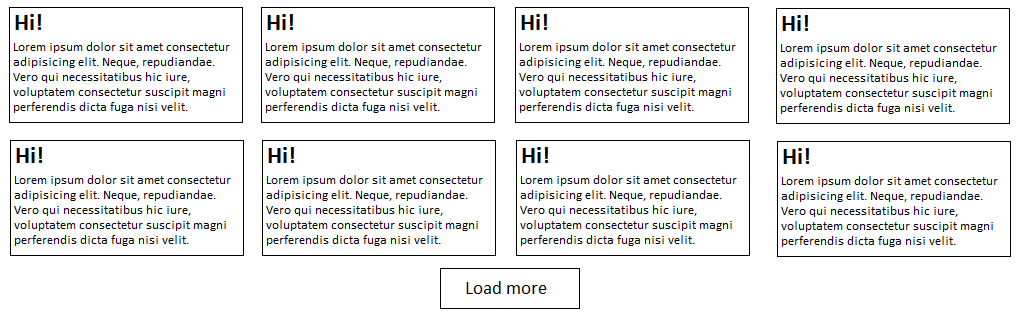 Hi!
Lorem ipsum dolor sit amet consectetur
adipisicing elit. Neque, repudiandae.
Vero qui necessitatibus hic iure,
voluptatem consectetur suscipit magni
perferendis dicta fuga nisi velit.
Hi!
Lorem ipsum dolor sit amet consectetur
adipisicing elit. Neque, repudiandae.
Vero qui necessitatibus hic iure,
voluptatem consectetur suscipit magni
perferendis dicta fuga nisi velit.
Hi!
Lorem ipsum dolor sit amet consectetur
adipisicing elit. Neque, repudiandae.
Vero qui necessitatibus hic iure,
voluptatem consectetur suscipit magni
perferendis dicta fuga nisi velit.
Hi!
Lorem ipsum dolor sit amet consectetur
adipisicing elit. Neque, repudiandae.
Vero qui necessitatibus hic iure,
voluptatem consectetur suscipit magni
perferendis dicta fuga nisi velit.
Hi!
Lorem ipsum dolor sit amet consectetur
adipisicing elit. Neque, repudiandae.
Vero qui necessitatibus hic iure,
voluptatem consectetur suscipit magni
perferendis dicta fuga nisi velit.
Hi!
Lorem ipsum dolor sit amet consectetur
adipisicing elit. Neque, repudiandae.
Vero qui necessitatibus hic iure,
voluptatem consectetur suscipit magni
perferendis dicta fuga nisi velit.
Hi!
Lorem ipsum dolor sit amet consectetur
adipisicing elit. Neque, repudiandae.
Vero qui necessitatibus hic iure,
voluptatem consectetur suscipit magni
perferendis dicta fuga nisi velit.
Hi!
Lorem ipsum dolor sit amet consectetur
adipisicing elit. Neque, repudiandae.
Vero qui necessitatibus hic iure,
voluptatem consectetur suscipit magni
perferendis dicta fuga nisi velit.
Load more